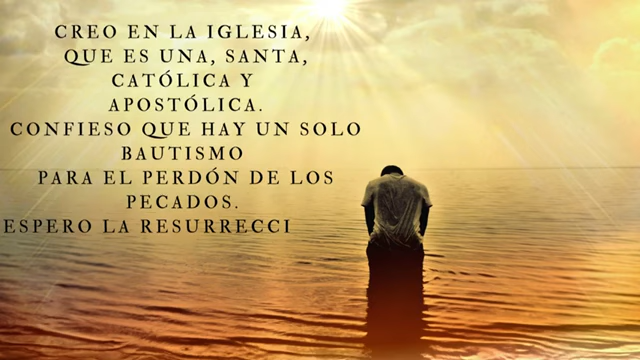 CREO EN LA IGLESIA,
QUE ES UNA, SANTA,
CATÓLICA Y
APOSTÓLICA.
CONFIESO QUE HAY UN SOLO
BAUTISMO
PARA EL PERDÓN DE LOS
PECADOS.
ESPERO LA RESURRECCI